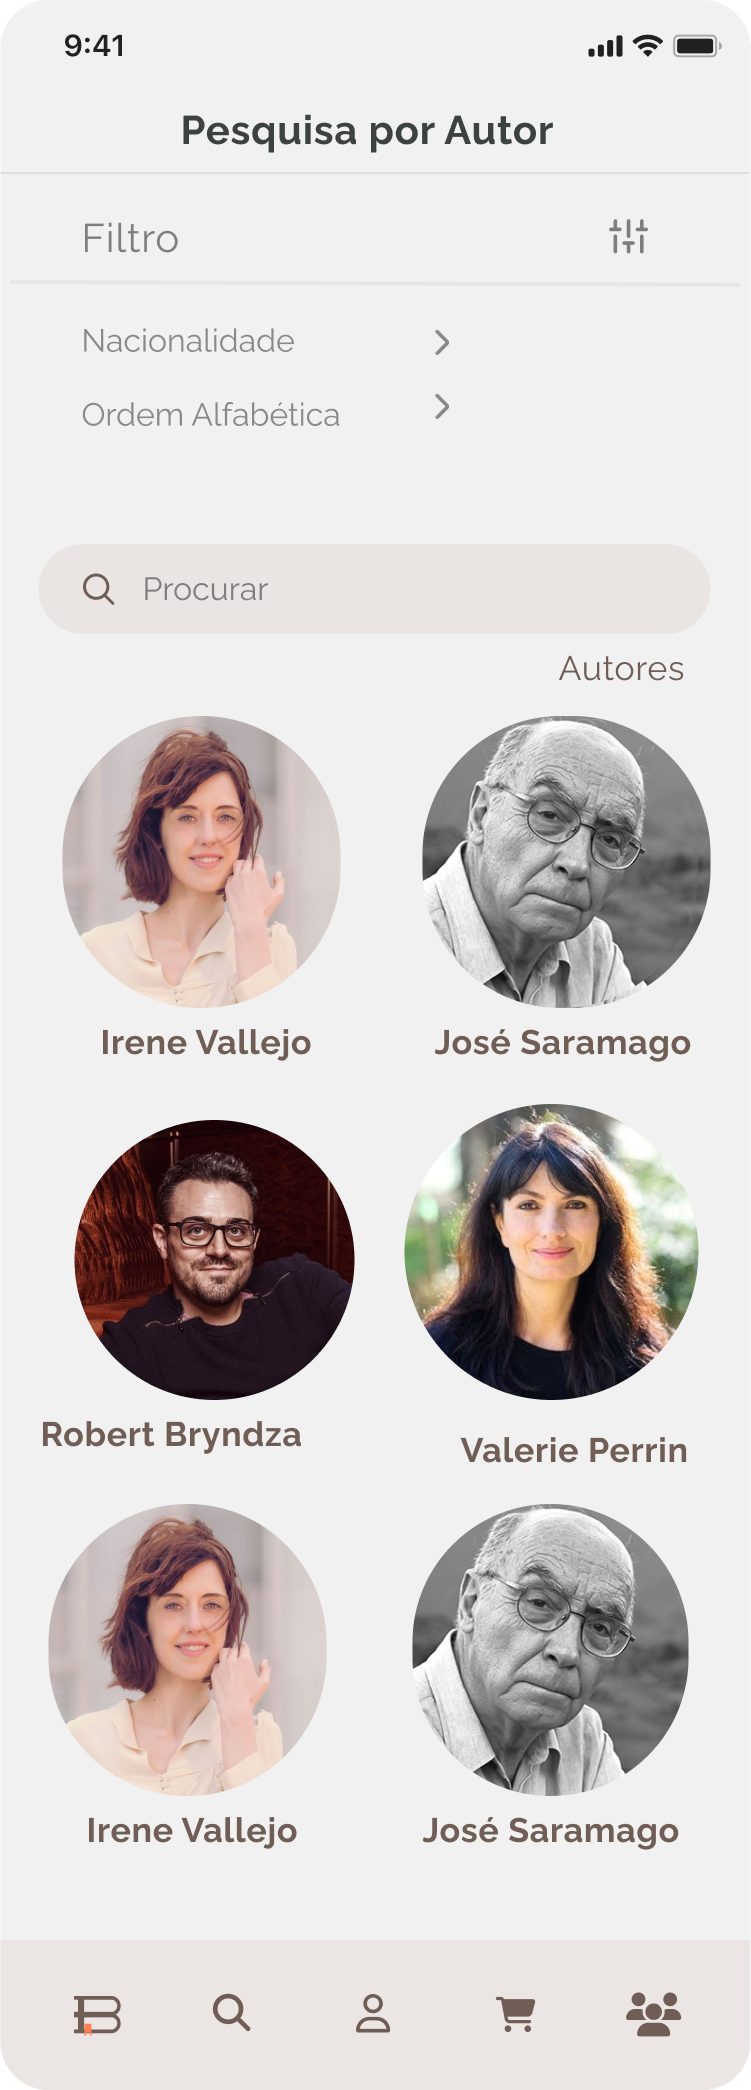 9:41
Pesquisa por Autor
Filtro
Nacionalidade
Ordem Alfabética
Procurar
Autores
Irene Vallejo
José Saramago
Robert Bryndza
Valerie Perrin
Irene Vallejo
José Saramago
B